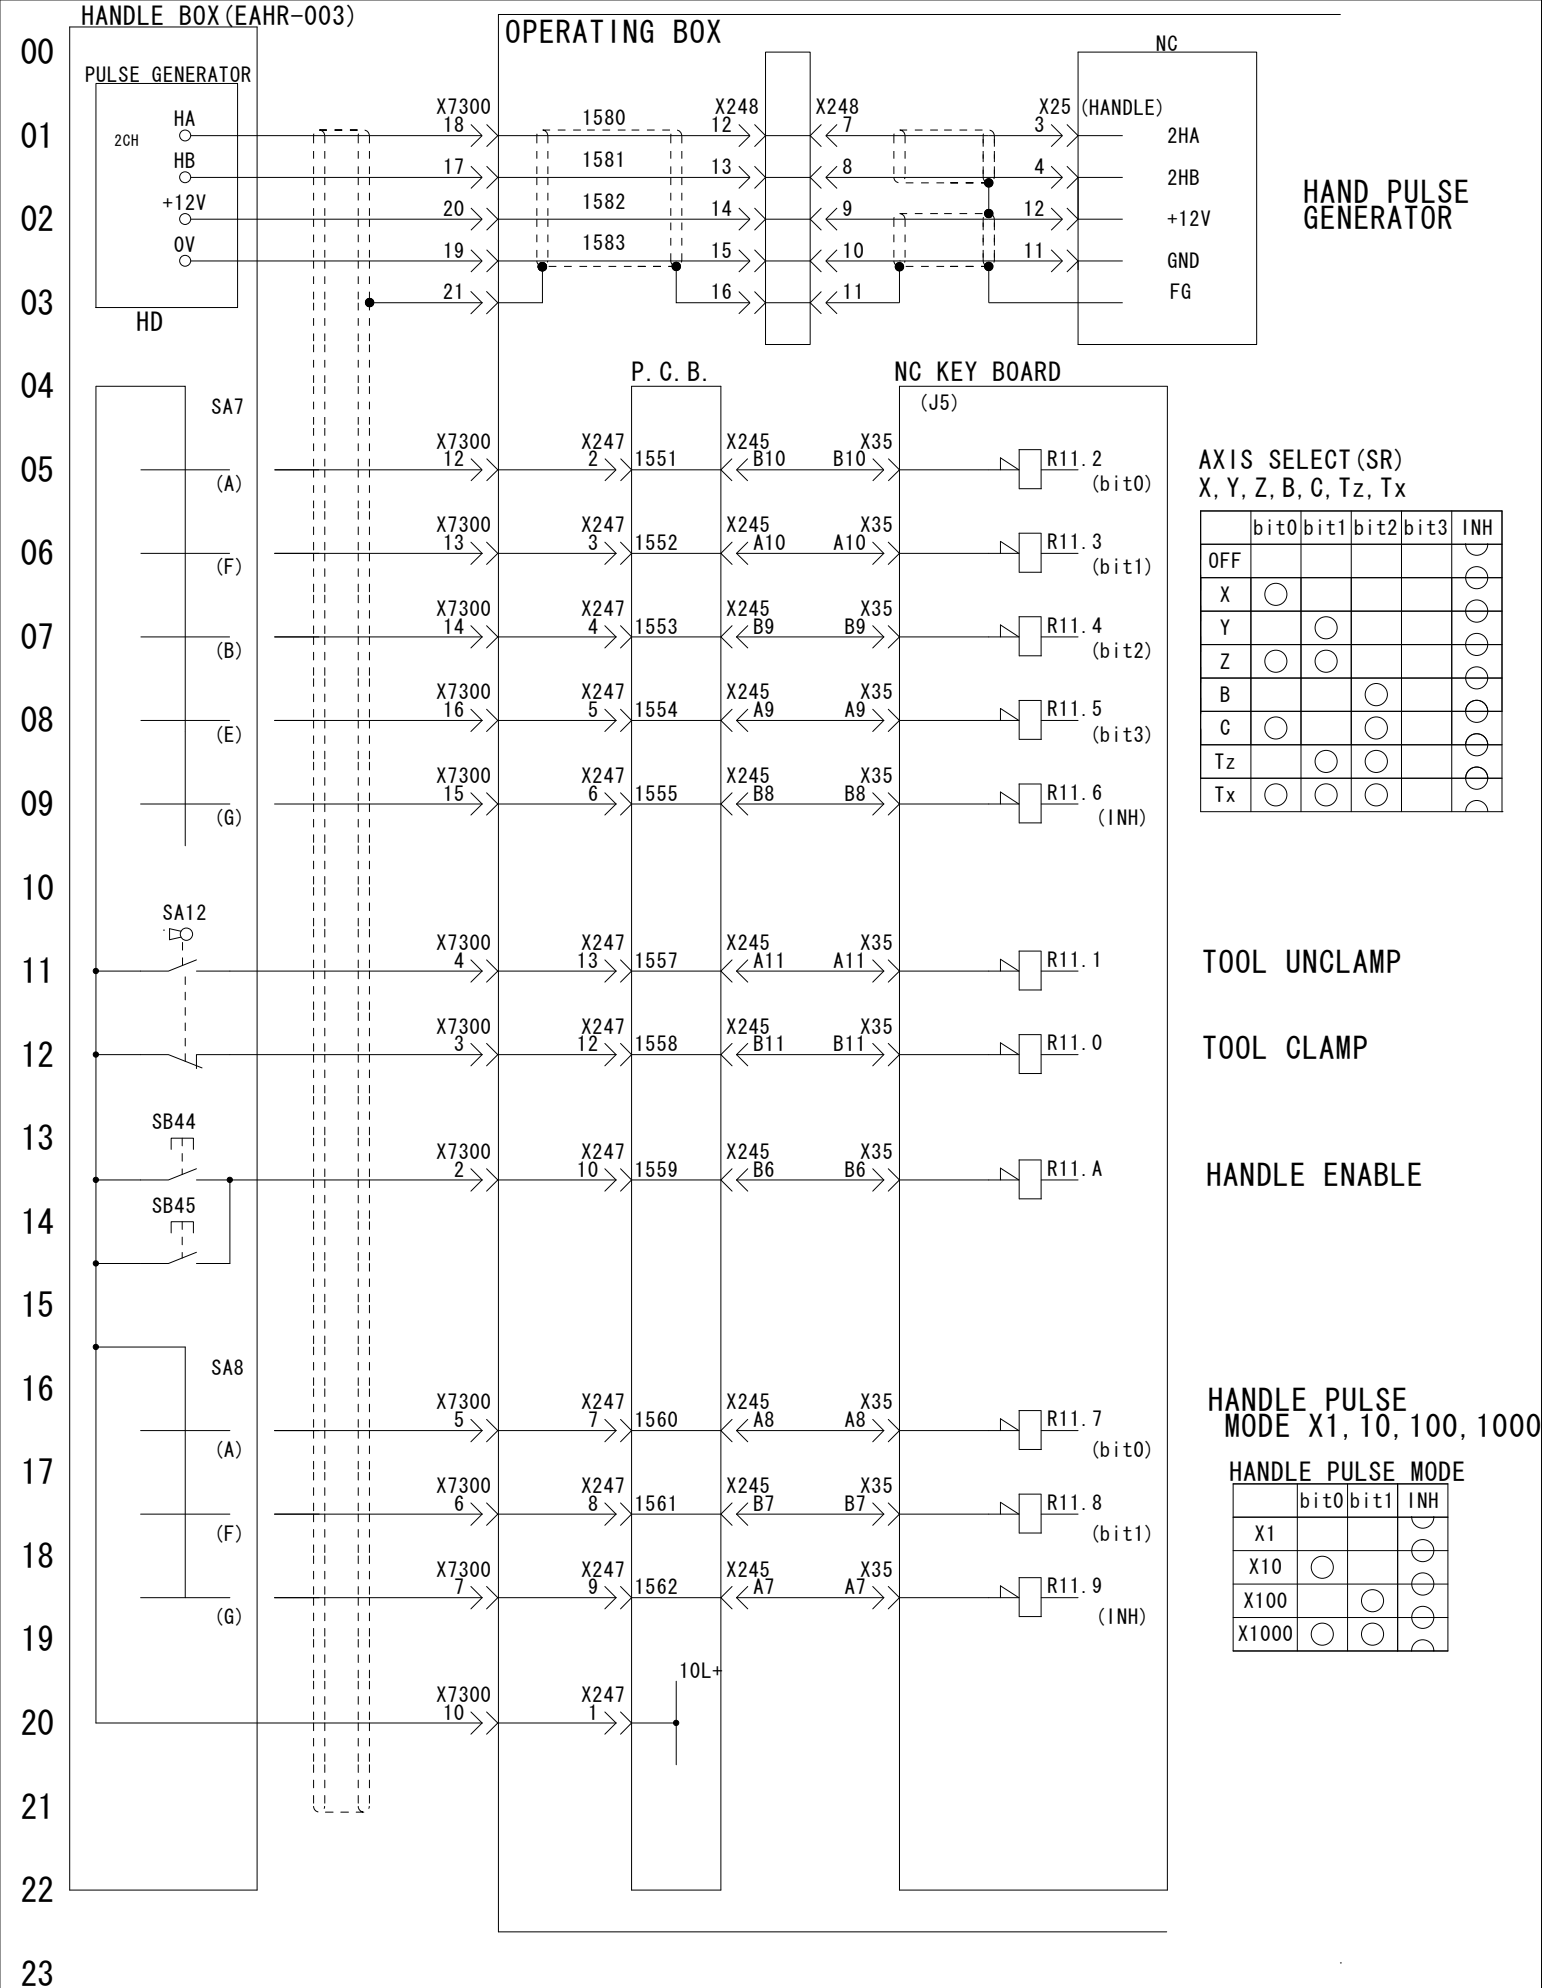 HANDLE BOX(EAHR-003)
00
OPERATING BOX
NC
PULSE GENERATOR
HA
X7300
1580
X248
X248
X25 (HANDLE)
01
2CH
18
12
7
3
2HA
HB
17
1581
13
8
4
2HB
HAND PULSE
GENERATOR
02
+12V
20
1582
14
9
12
+12V
0V
19
1583
15
10
11
GND
03
21
16
11
FG
HD
04
P.C.B.
NC KEY BOARD
SA7
(J5)
05
(A)
X7300
12
X247
2
1551
X245
B10
X35
B10
R11.2
(bit0)
AXIS SELECT(SR)
X,Y,Z,B,C,Tz,Tx
bit0 bit1 bit2 bit3 INH
OFF
X
Y
Z
B
C
Tz
Tx
06
(F)
X7300
13
X247
3
1552
X245
A10
X35
A10
R11.3
(bit1)
07
(B)
X7300
14
X247
4
1553
X245
B9
X35
B9
R11.4
(bit2)
08
(E)
X7300
16
X247
5
1554
X245
A9
X35
A9
R11.5
(bit3)
09
(G)
X7300
15
X247
6
1555
X245
B8
X35
B8
R11.6
(INH)
10
SA12
11
X7300
4
X247
13
1557
X245
A11
X35
A11
R11.1
TOOL UNCLAMP
12
X7300
3
X247
12
1558
X245
B11
X35
B11
R11.0
TOOL CLAMP
13
SB44
X7300
2
X247
10
1559
X245
B6
X35
B6
R11.A
HANDLE ENABLE
14
SB45
15
16
SA8
(A)
X7300
5
X247
7
1560
X245
A8
X35
A8
R11.7
(bit0)
HANDLE PULSE
MODE X1,10,100,1000
17
(F)
X7300
6
X247
8
1561
X245
B7
X35
B7
R11.8
(bit1)
HANDLE PULSE MODE
bit0 bit1 INH
X1
X10
X100
X1000
18
(G)
X7300
7
X247
9
1562
X245
A7
X35
A7
R11.9
(INH)
19
10L+
20
X7300
10
X247
1
21
22
23